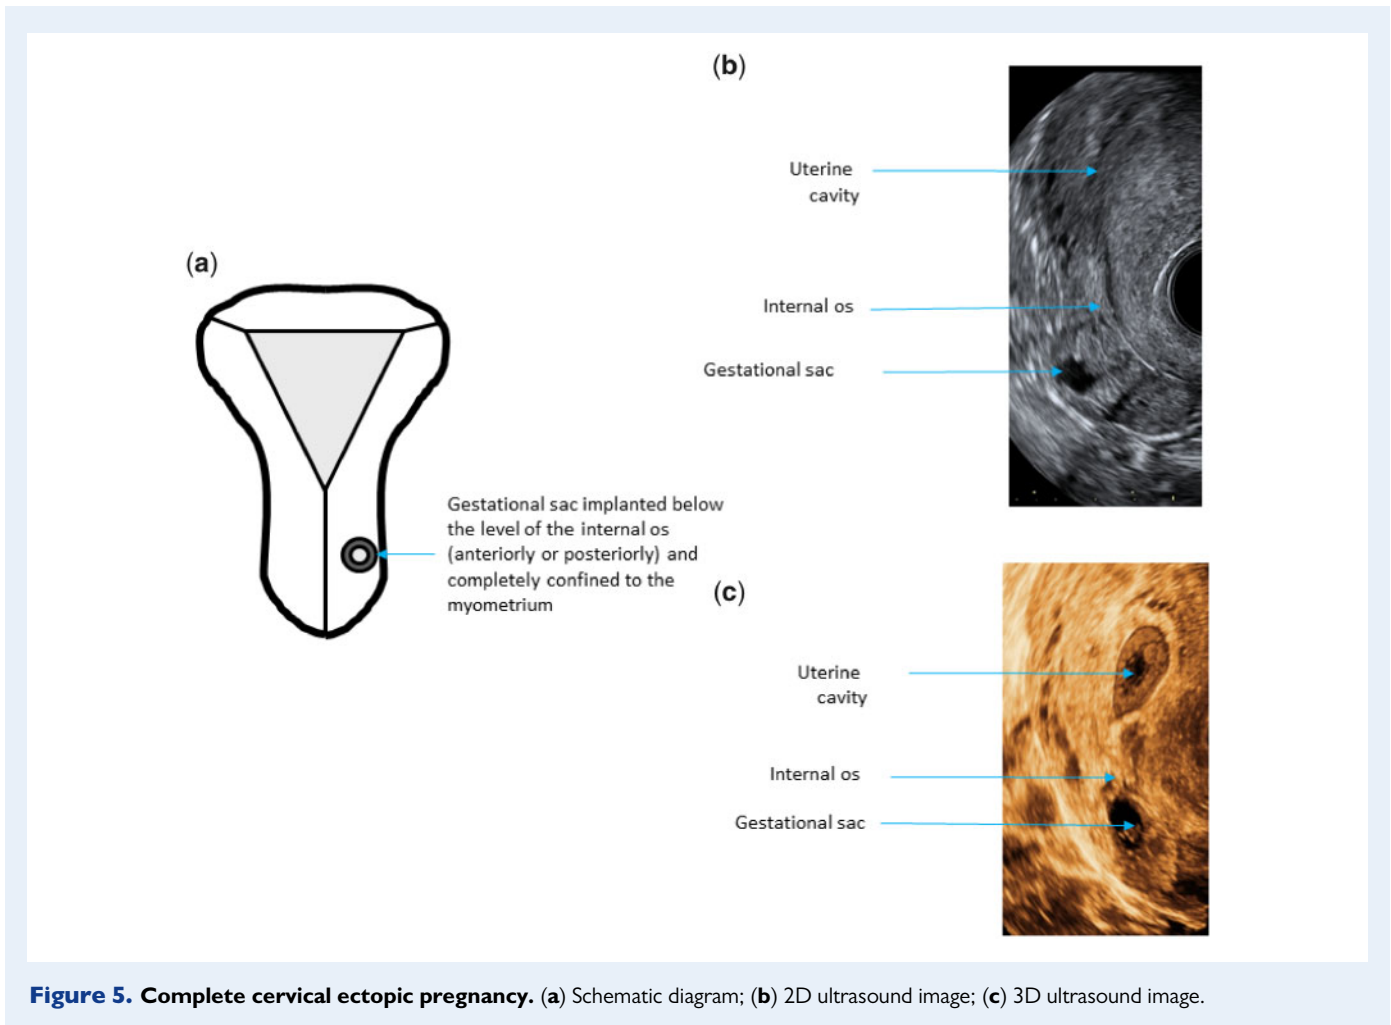 (a)
Gestational sac implanted below
the level of the internal os
(anteriorly or posteriorly) and
completely confined to the
myometrium
(b)
Uterine
cavity
Internal os
Gestational sac
(c)
Uterine
cavity
Internal os
Gestational sac
Figure 5. Complete cervical ectopic pregnancy. (a) Schematic diagram; (b) 2D ultrasound image; (c) 3D ultrasound image.